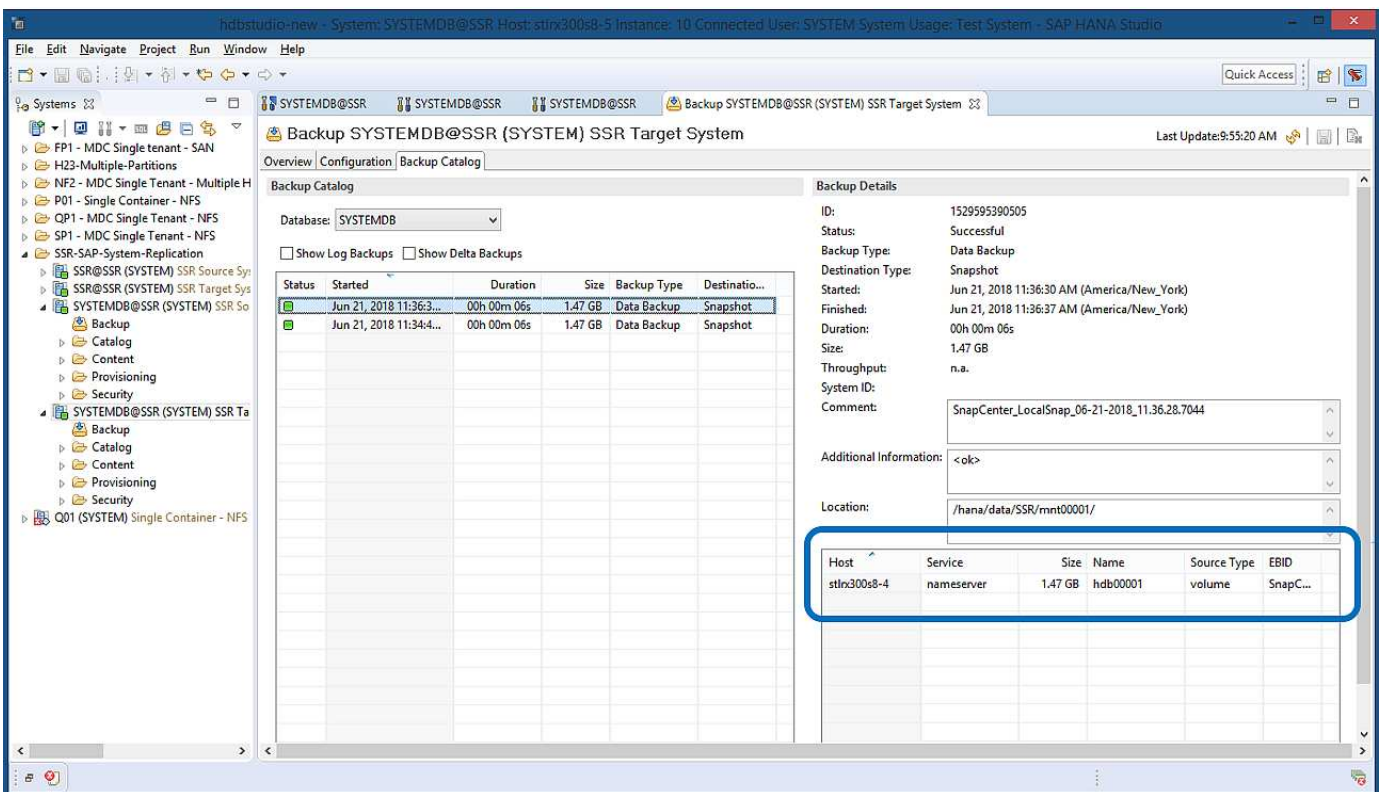 hdbstudio-new - System: SYSTEMDB@SSR Host: stlrx300s8-5 Instance: 10 Connected User: SYSTEM System Usage: Test System - SAP HANA Studio
File Edit Navigate Project Run Window Help
Quick Access
Systems
FP1 - MDC Single tenant - SAN
H23-Multiple-Partitions
NF2 - MDC Single Tenant - Multiple H
P01 - Single Container - NFS
QP1 - MDC Single Tenant - NFS
SP1 - MDC Single Tenant - NFS
SSR-SAP-System-Replication
SSR@SSR (SYSTEM) SSR Source Sy
SSR@SSR (SYSTEM) SSR Target Sys
SYSTEMDB@SSR (SYSTEM) SSR So
Backup
Catalog
Content
Provisioning
Security
SYSTEMDB@SSR (SYSTEM) SSR Ta
Backup
Catalog
Content
Provisioning
Security
Q01 (SYSTEM) Single Container - NFS
SYSTEMDB@SSR SYSTEMDB@SSR SYSTEMDB@SSR Backup SYSTEMDB@SSR (SYSTEM) SSR Target System
Backup SYSTEMDB@SSR (SYSTEM) SSR Target System
Last Update:9:55:20 AM
Overview Configuration Backup Catalog
Backup Catalog
Database: SYSTEMDB
Show Log Backups Show Delta Backups
Status Started Duration Size Backup Type Destinatio...
Jun 21, 2018 11:36:3... 00h 00m 06s 1.47 GB Data Backup Snapshot
Jun 21, 2018 11:34:4... 00h 00m 06s 1.47 GB Data Backup Snapshot
Backup Details
ID: 1529595390505
Status: Successful
Backup Type: Data Backup
Destination Type: Snapshot
Started: Jun 21, 2018 11:36:30 AM (America/New_York)
Finished: Jun 21, 2018 11:36:37 AM (America/New_York)
Duration: 00h 00m 06s
Size: 1.47 GB
Throughput: n.a.
System ID:
Comment: SnapCenter_LocalSnap_06-21-2018_11.36.28.7044
Additional Information: <ok>
Location: /hana/data/SSR/mnt00001/
Host Service Size Name Source Type EBID
stlrx300s8-4 nameserver 1.47 GB hdb00001 volume SnapC...